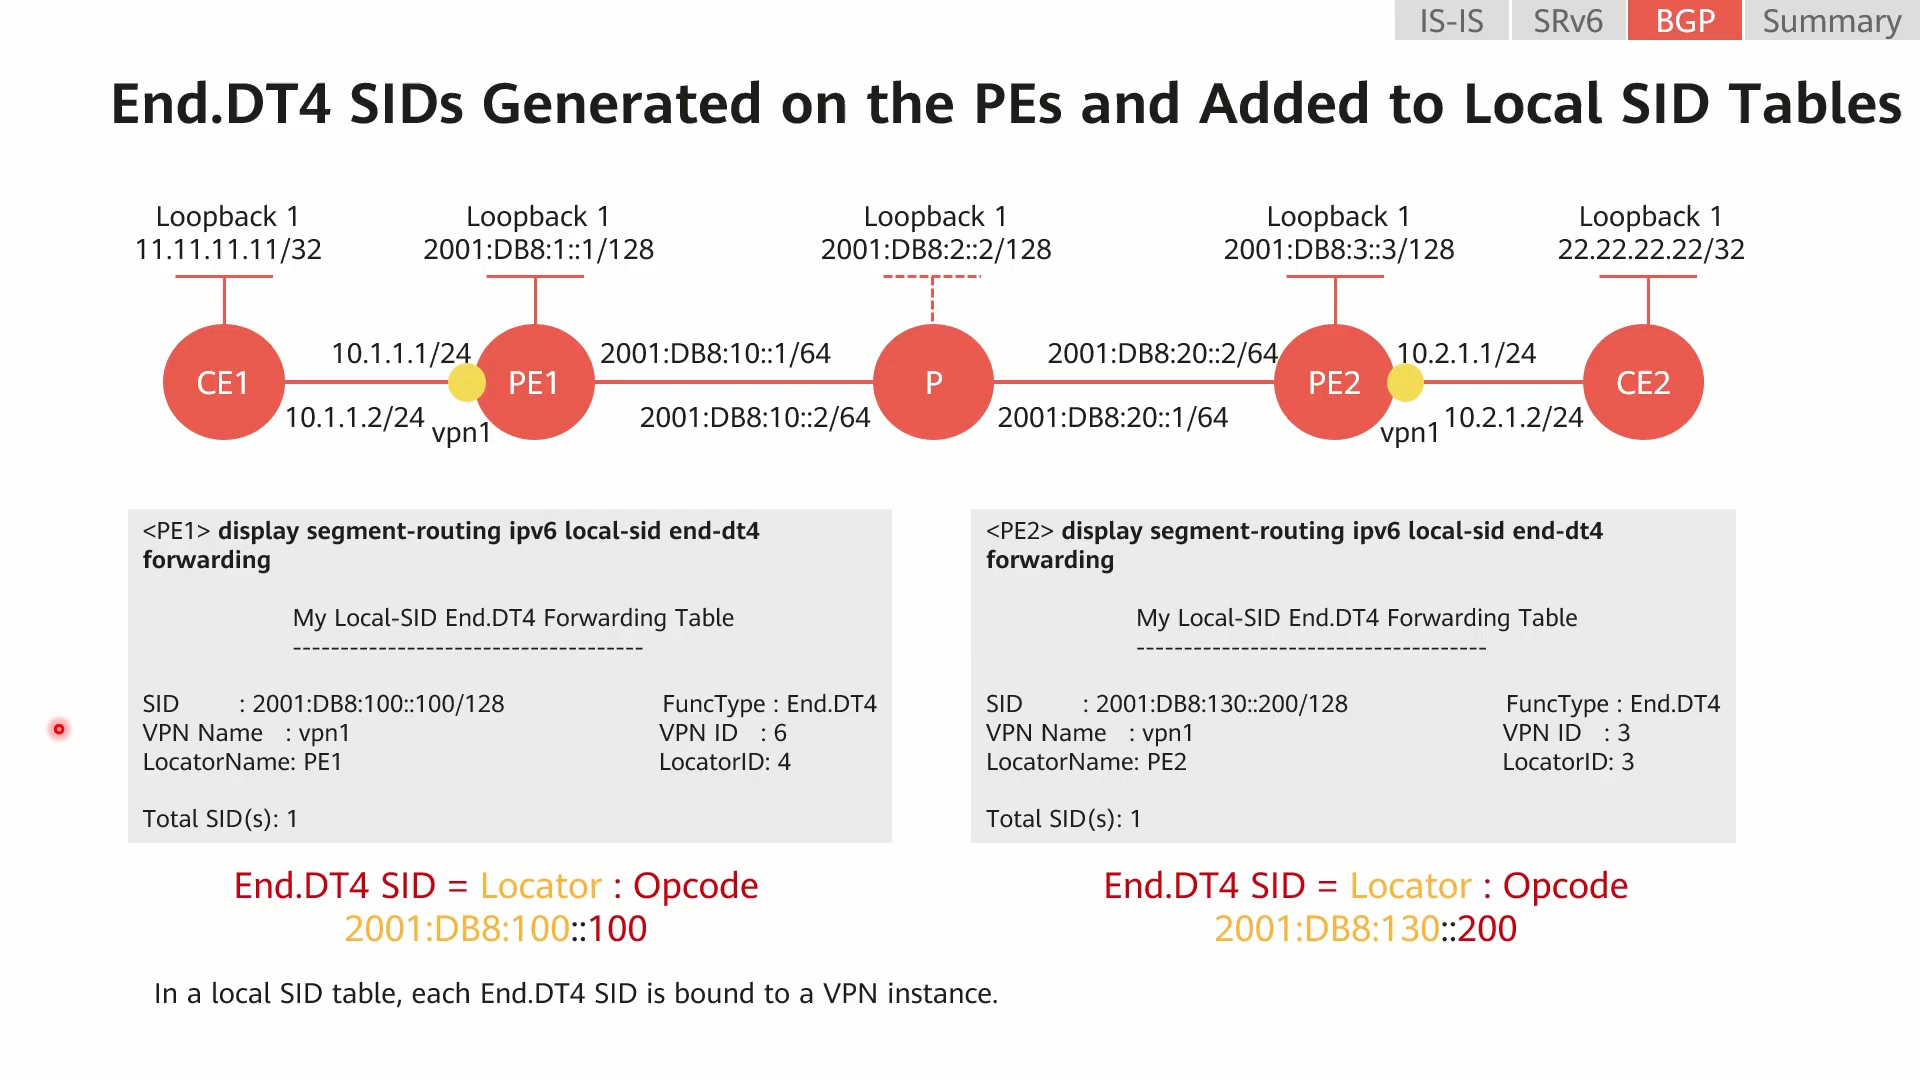 IS-IS SRv6 BGP Summary
End.DT4 SIDs Generated on the PEs and Added to Local SID Tables
Loopback 1
11.11.11.11/32
Loopback 1
2001:DB8:1::1/128
Loopback 1
2001:DB8:2::2/128
Loopback 1
2001:DB8:3::3/128
Loopback 1
22.22.22.22/32
10.1.1.1/24
2001:DB8:10::1/64
2001:DB8:20::2/64
10.2.1.1/24
CE1
PE1
P
PE2
CE2
10.1.1.2/24
vpn1
2001:DB8:10::2/64
2001:DB8:20::1/64
vpn1
10.2.1.2/24
<PE1> display segment-routing ipv6 local-sid end-dt4
forwarding
My Local-SID End.DT4 Forwarding Table
-------------------------------------
SID : 2001:DB8:100::100/128 FuncType : End.DT4
VPN Name : vpn1 VPN ID : 6
LocatorName: PE1 LocatorID: 4
Total SID(s): 1
<PE2> display segment-routing ipv6 local-sid end-dt4
forwarding
My Local-SID End.DT4 Forwarding Table
-------------------------------------
SID : 2001:DB8:130::200/128 FuncType : End.DT4
VPN Name : vpn1 VPN ID : 3
LocatorName: PE2 LocatorID: 3
Total SID(s): 1
End.DT4 SID = Locator : Opcode
2001:DB8:100::100
End.DT4 SID = Locator : Opcode
2001:DB8:130::200
In a local SID table, each End.DT4 SID is bound to a VPN instance.